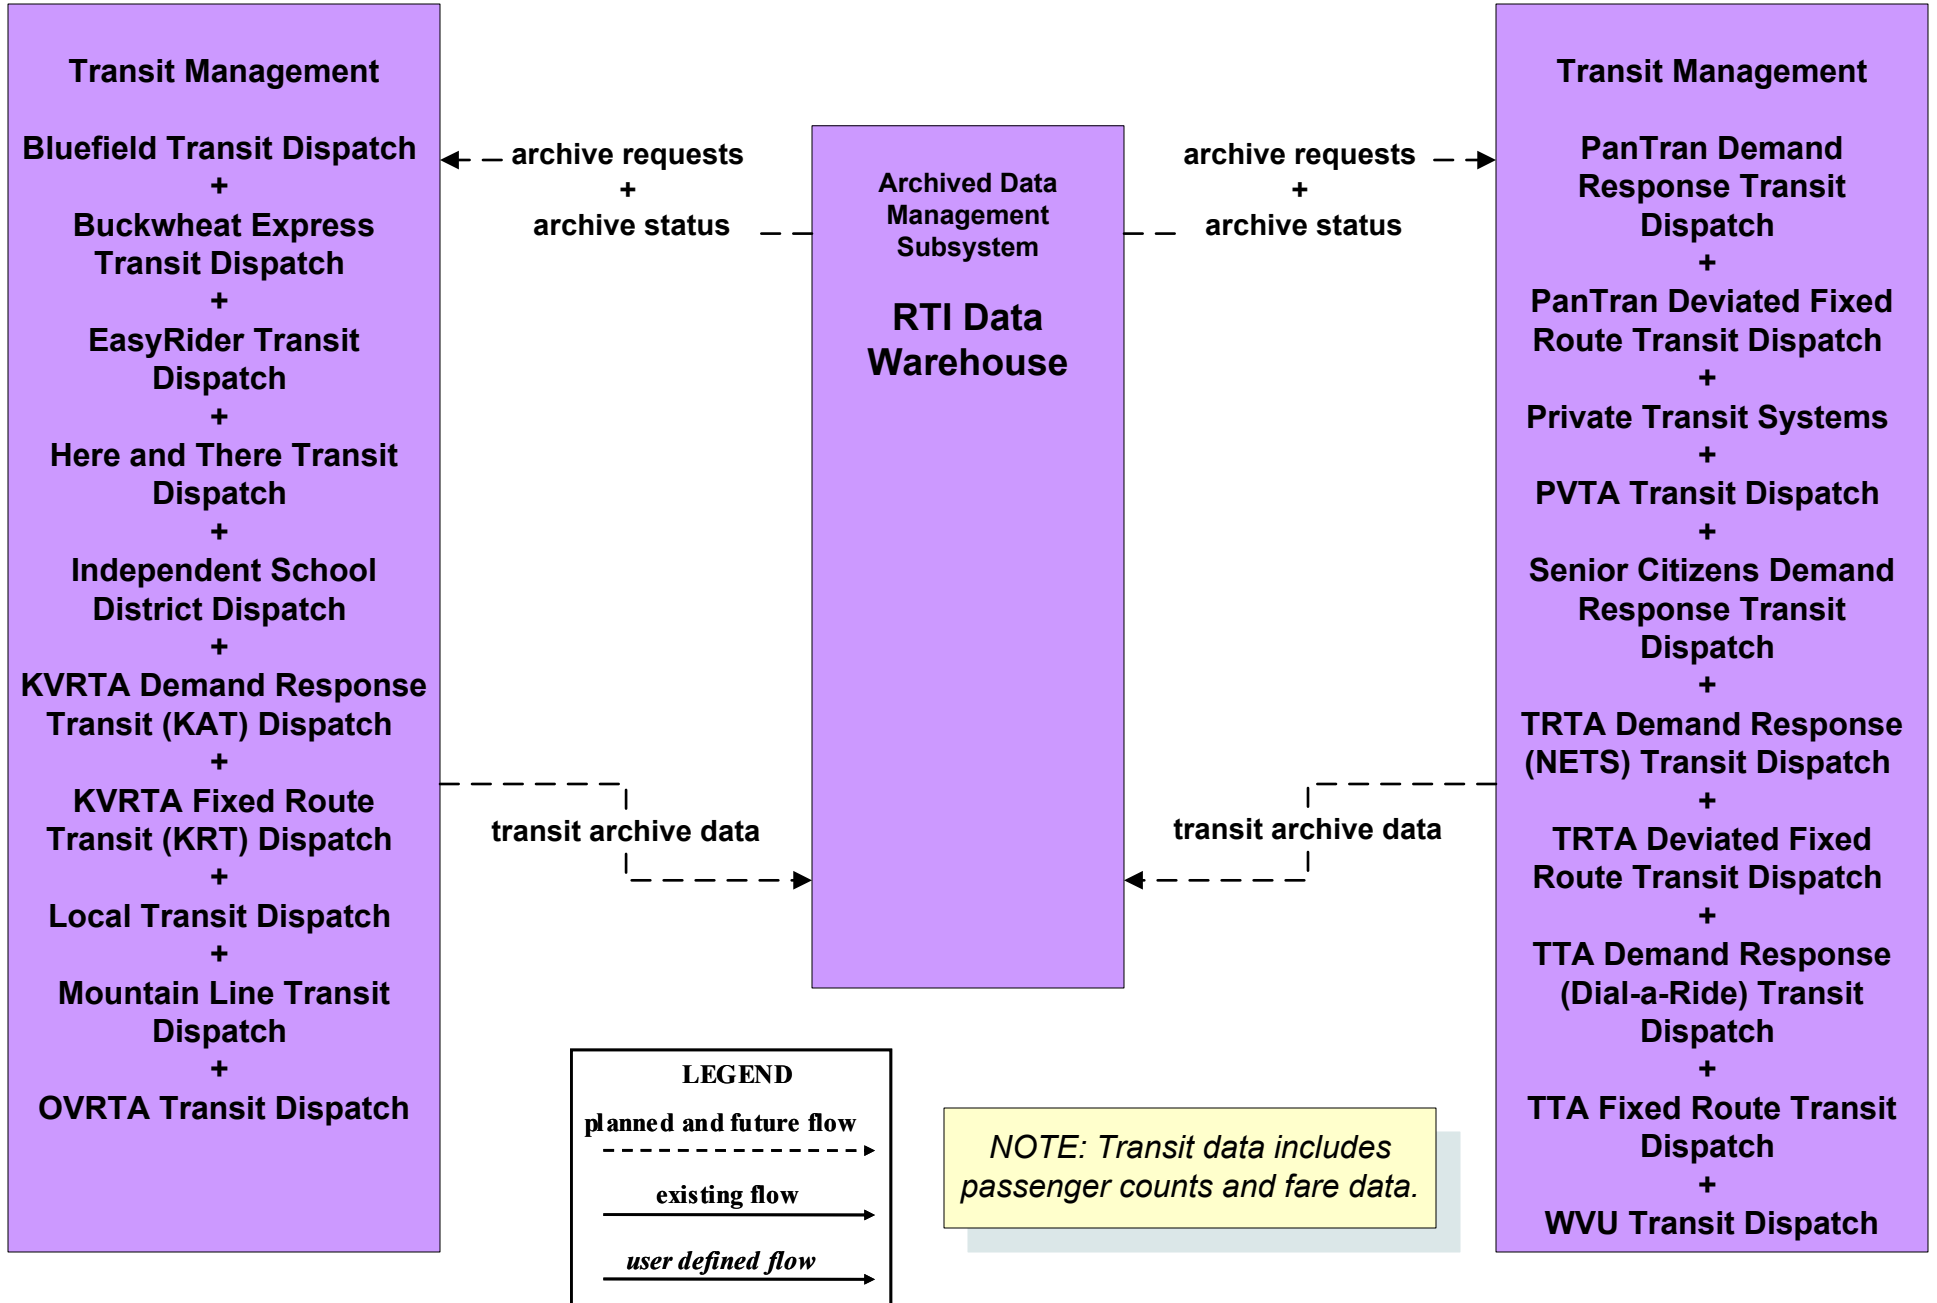 Transit Management
Bluefield Transit Dispatch
+
Buckwheat Express
Transit Dispatch
+
EasyRider Transit
Dispatch
+
Here and There Transit
Dispatch
+
Independent School
District Dispatch
+
KVRTA Demand Response
Transit (KAT) Dispatch
+
KVRTA Fixed Route
Transit (KRT) Dispatch
+
Local Transit Dispatch
+
Mountain Line Transit
Dispatch
+
OVRTA Transit Dispatch
archive requests
+
archive status
transit archive data
Archived Data
Management
Subsystem
RTI Data
Warehouse
archive requests
+
archive status
transit archive data
Transit Management
PanTran Demand
Response Transit
Dispatch
+
PanTran Deviated Fixed
Route Transit Dispatch
+
Private Transit Systems
+
PVTA Transit Dispatch
+
Senior Citizens Demand
Response Transit
Dispatch
+
TRTA Demand Response
(NETS) Transit Dispatch
+
TRTA Deviated Fixed
Route Transit Dispatch
+
TTA Demand Response
(Dial-a-Ride) Transit
Dispatch
+
TTA Fixed Route Transit
Dispatch
+
WVU Transit Dispatch
LEGEND
planned and future flow
existing flow
user defined flow
NOTE: Transit data includes
passenger counts and fare data.